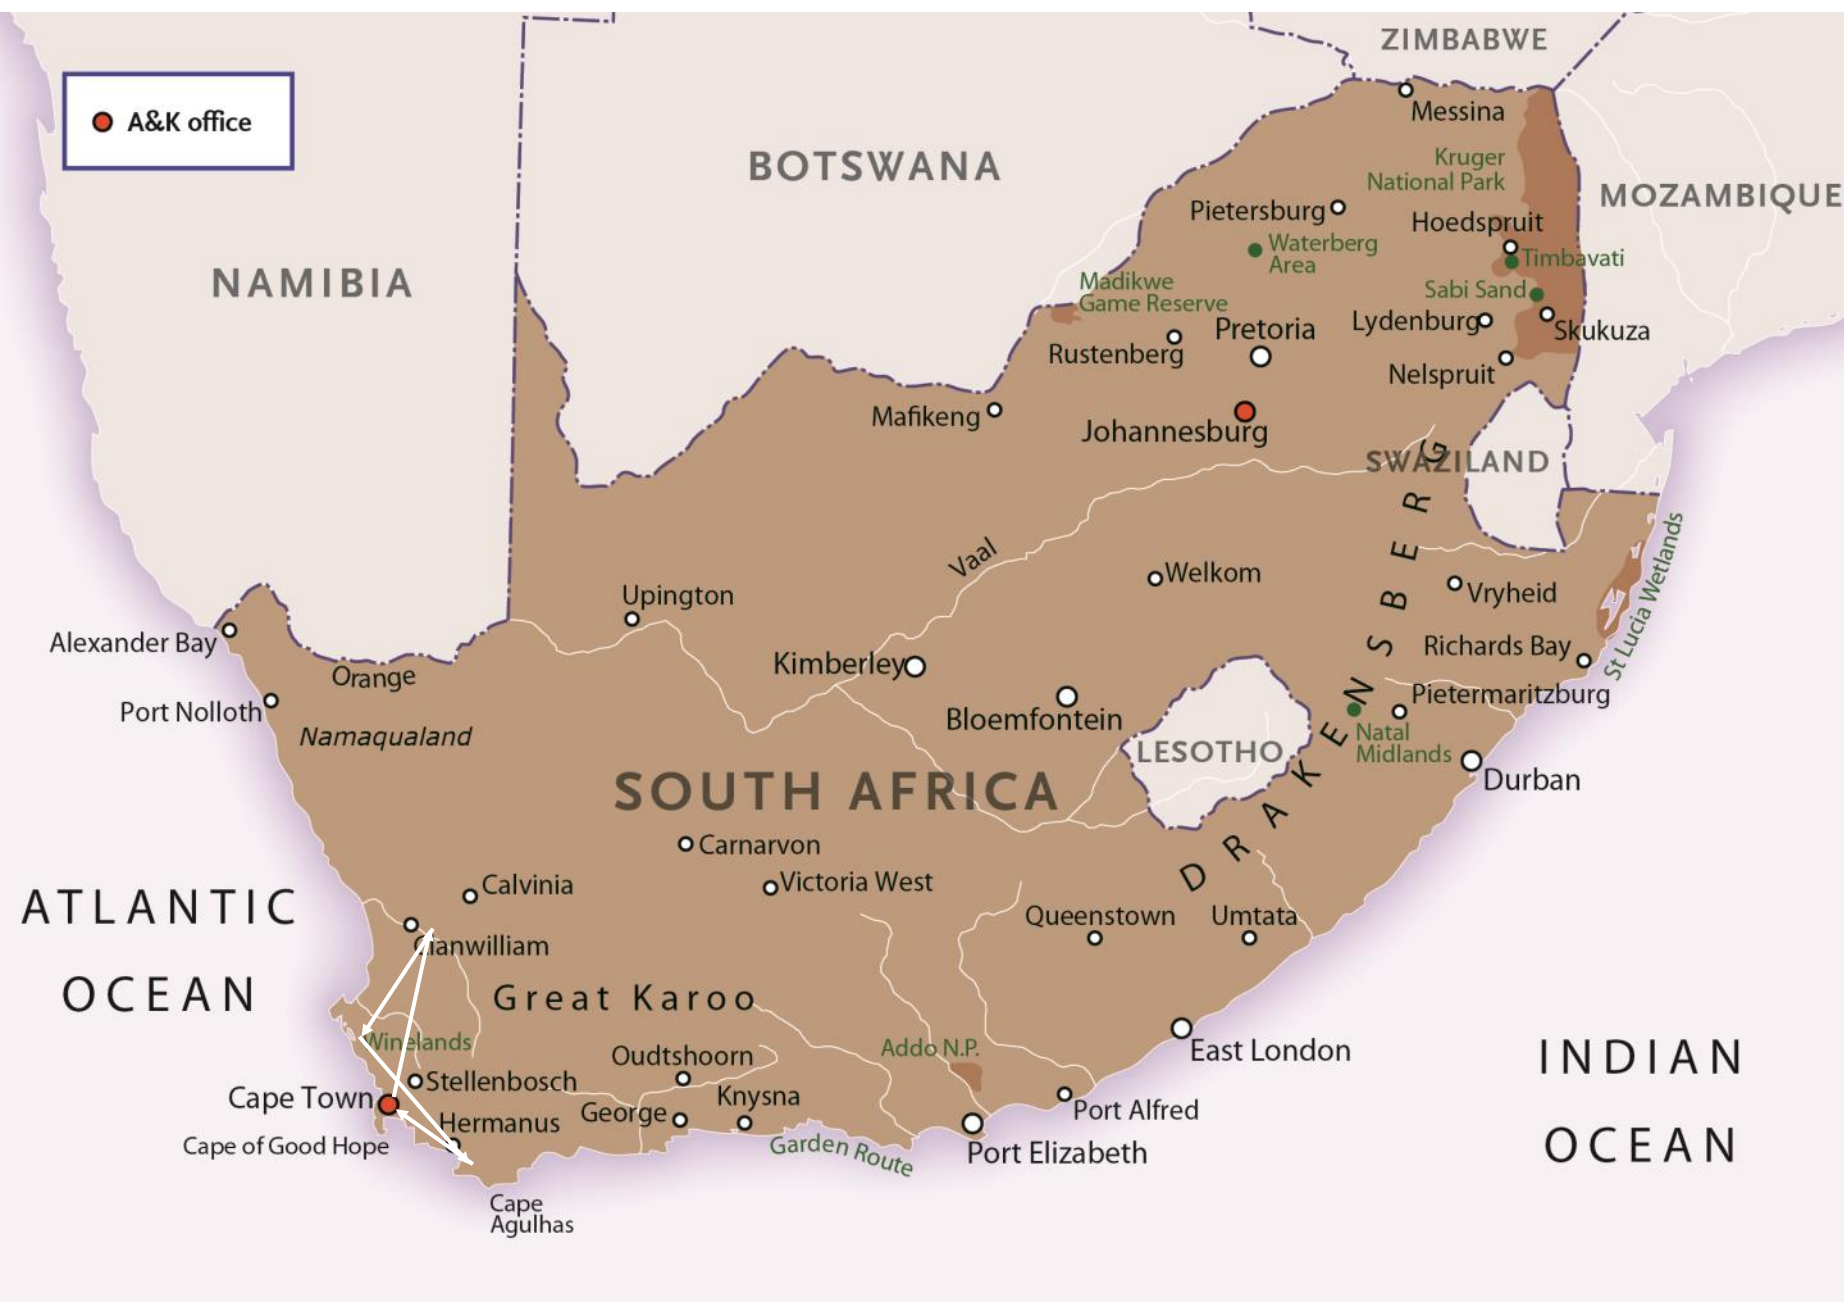 ZIMBABWE
A&K office
Messina
BOTSWANA
Kruger
National Park
MOZAMBIQUE
Pietersburg
Hoedspruit
Waterberg
Area
Timbavati
NAMIBIA
Madikwe
Game Reserve
Sabi Sand
Pretoria
Lydenburg
Skukuza
Rustenberg
Nelspruit
Mafikeng
Johannesburg
SWAZILAND
DRAKENSBERG
Vaal
Welkom
Vryheid
St Lucia Wetlands
Upington
Alexander Bay
Richards Bay
Kimberley
Orange
Pietermaritzburg
Port Nolloth
Bloemfontein
Namaqualand
Natal
Midlands
LESOTHO
Durban
SOUTH AFRICA
Carnarvon
Calvinia
Victoria West
ATLANTIC
OCEAN
Queenstown
Umtata
Clanwilliam
Great Karoo
Winelands
Addo N.P.
East London
INDIAN
OCEAN
Oudtshoorn
Stellenbosch
Cape Town
Knysna
George
Port Alfred
Hermanus
Cape of Good Hope
Garden Route
Port Elizabeth
Cape
Agulhas